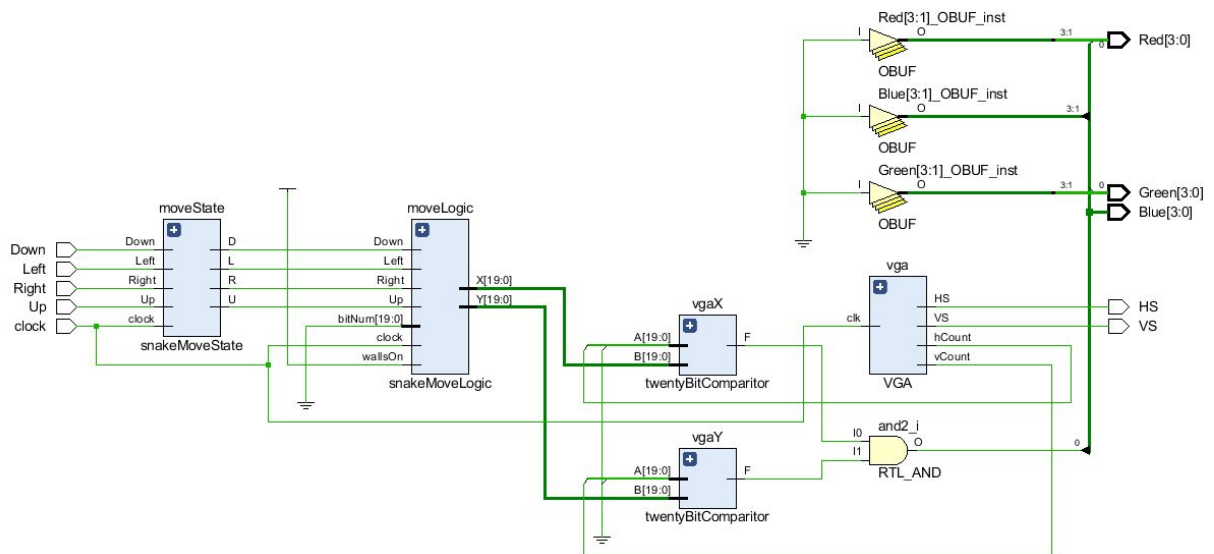 Red[3:1]_OBUF_inst
I
O
3:1
0
Red[3:0]
OBUF
Blue[3:1]_OBUF_inst
I
O
3:1
OBUF
Green[3:1]_OBUF_inst
I
O
3:1
0
Green[3:0]
Blue[3:0]
OBUF
moveState
Down
Left
Right
Up
clock
Down
Left
Right
Up
clock
D
L
R
U
snakeMoveState
moveLogic
Down
Left
Right
Up
bitNum[19:0]
clock
wallsOn
X[19:0]
Y[19:0]
snakeMoveLogic
vgaX
A[19:0]
B[19:0]
F
twentyBitComparitor
vga
clk
HS
VS
hCount
vCount
VGA
HS
VS
vgaY
A[19:0]
B[19:0]
F
twentyBitComparitor
and2_i
I0
I1
O
0
RTL_AND